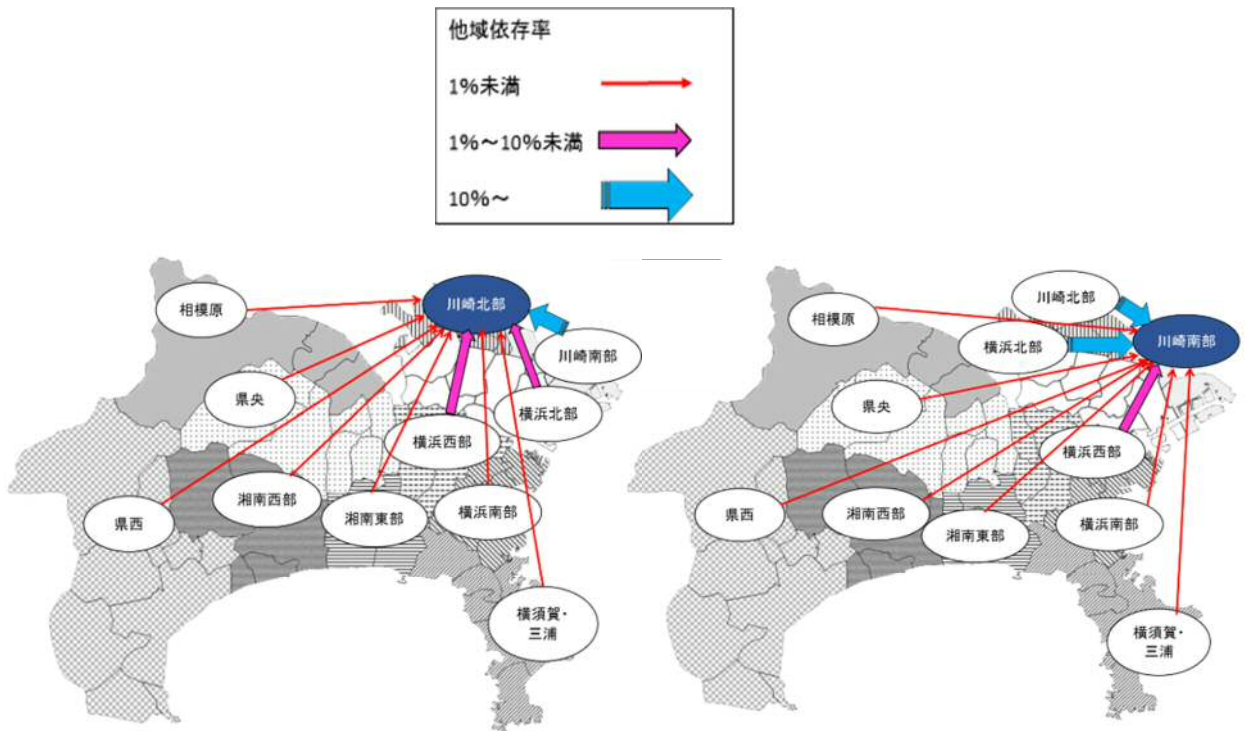 他域依存率
1%未満
1%～10%未満
10%～
川崎北部
相模原
川崎南部
県央
横浜北部
横浜西部
湘南西部
県西
湘南東部
横浜南部
横須賀・
三浦
川崎北部
相模原
川崎南部
横浜北部
県央
横浜西部
県西
湘南西部
湘南東部
横浜南部
横須賀・
三浦